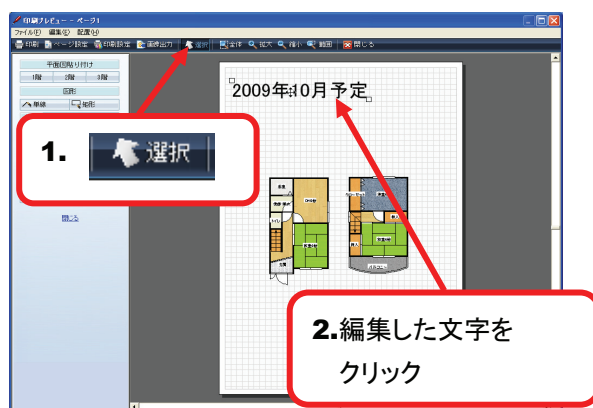 印刷プレビュー - ページ1
ファイル(F) 編集(E) 配置(H)
印刷 ページ設定 印刷設定 画像出力 選択 全体 拡大 縮小 範囲 閉じる
平面図貼り付け
1階 2階 3階
図形
単線 矩形
2009年10月予定
1. 選択
閉じる
2.編集した文字を
クリック